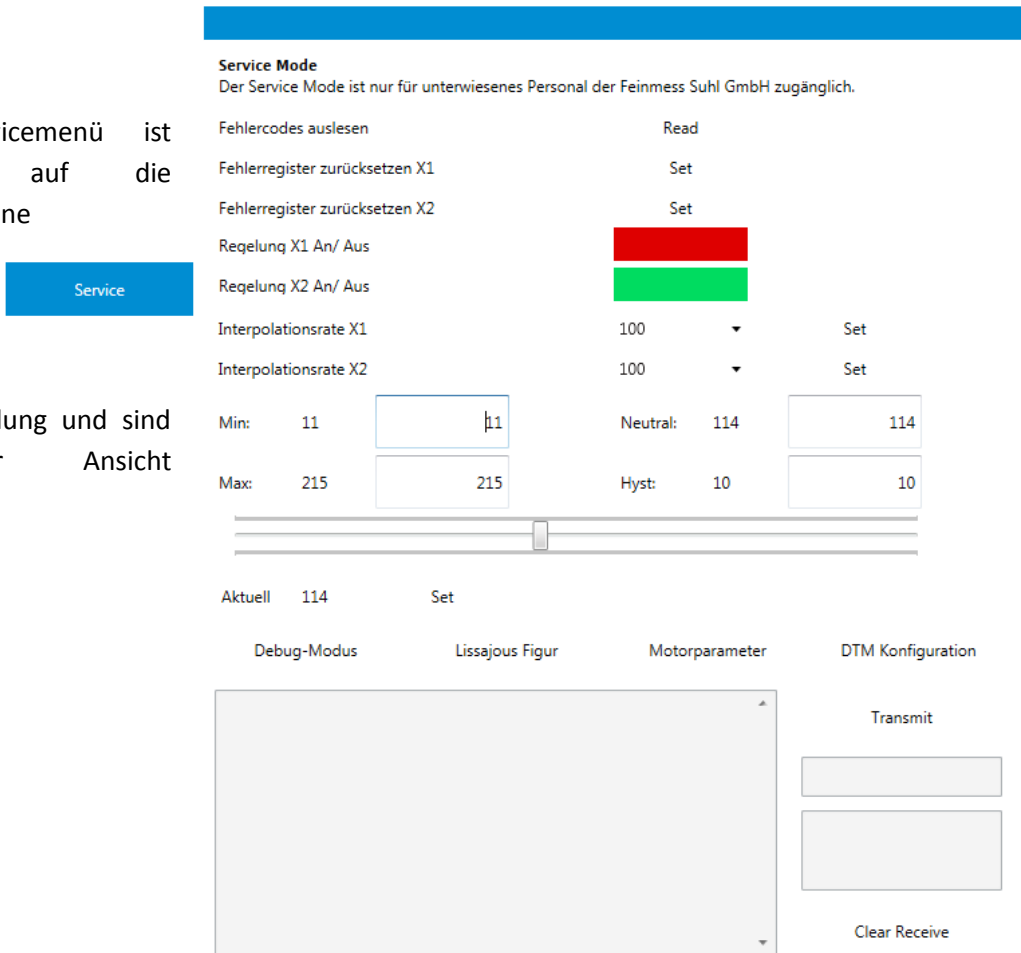 ist
auf die
Service
und sind
Ansicht
Service Mode
Der Service Mode ist nur für unterwiesenes Personal der Feinmess Suhl GmbH zugänglich.
Fehlercodes auslesen Read
Fehlerregister zurücksetzen X1 Set
Fehlerregister zurücksetzen X2 Set
Regelung X1 An/ Aus
Regelung X2 An/ Aus
Interpolationsrate X1 100 Set
Interpolationsrate X2 100 Set
Min: 11 11 Neutral: 114 114
Max: 215 215 Hyst: 10 10
Aktuell 114 Set
Debug-Modus Lissajous Figur Motorparameter DTM Konfiguration
Transmit
Clear Receive